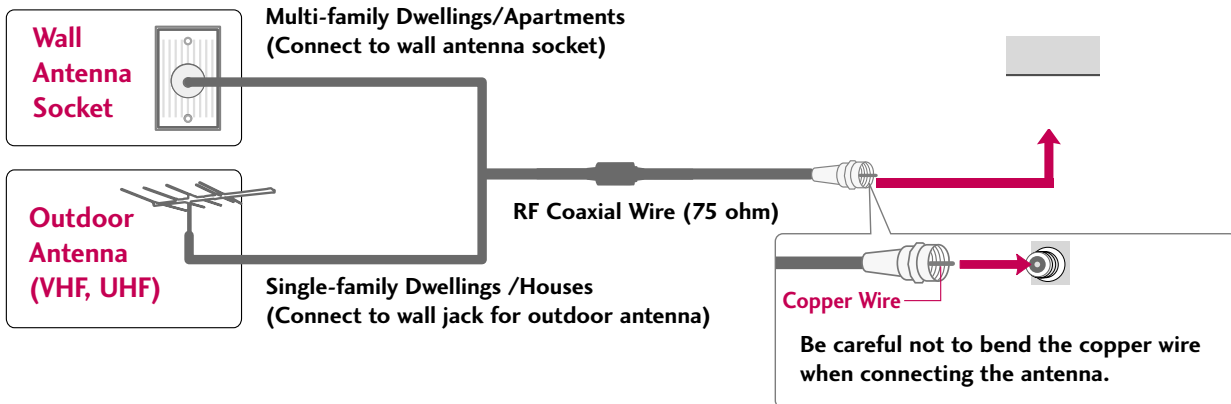 Wall
Antenna
Socket
Multi-family Dwellings/Apartments
(Connect to wall antenna socket)
Outdoor
Antenna
(VHF, UHF)
Single-family Dwellings /Houses
(Connect to wall jack for outdoor antenna)
RF Coaxial Wire (75 ohm)
Copper Wire
Be careful not to bend the copper wire
when connecting the antenna.